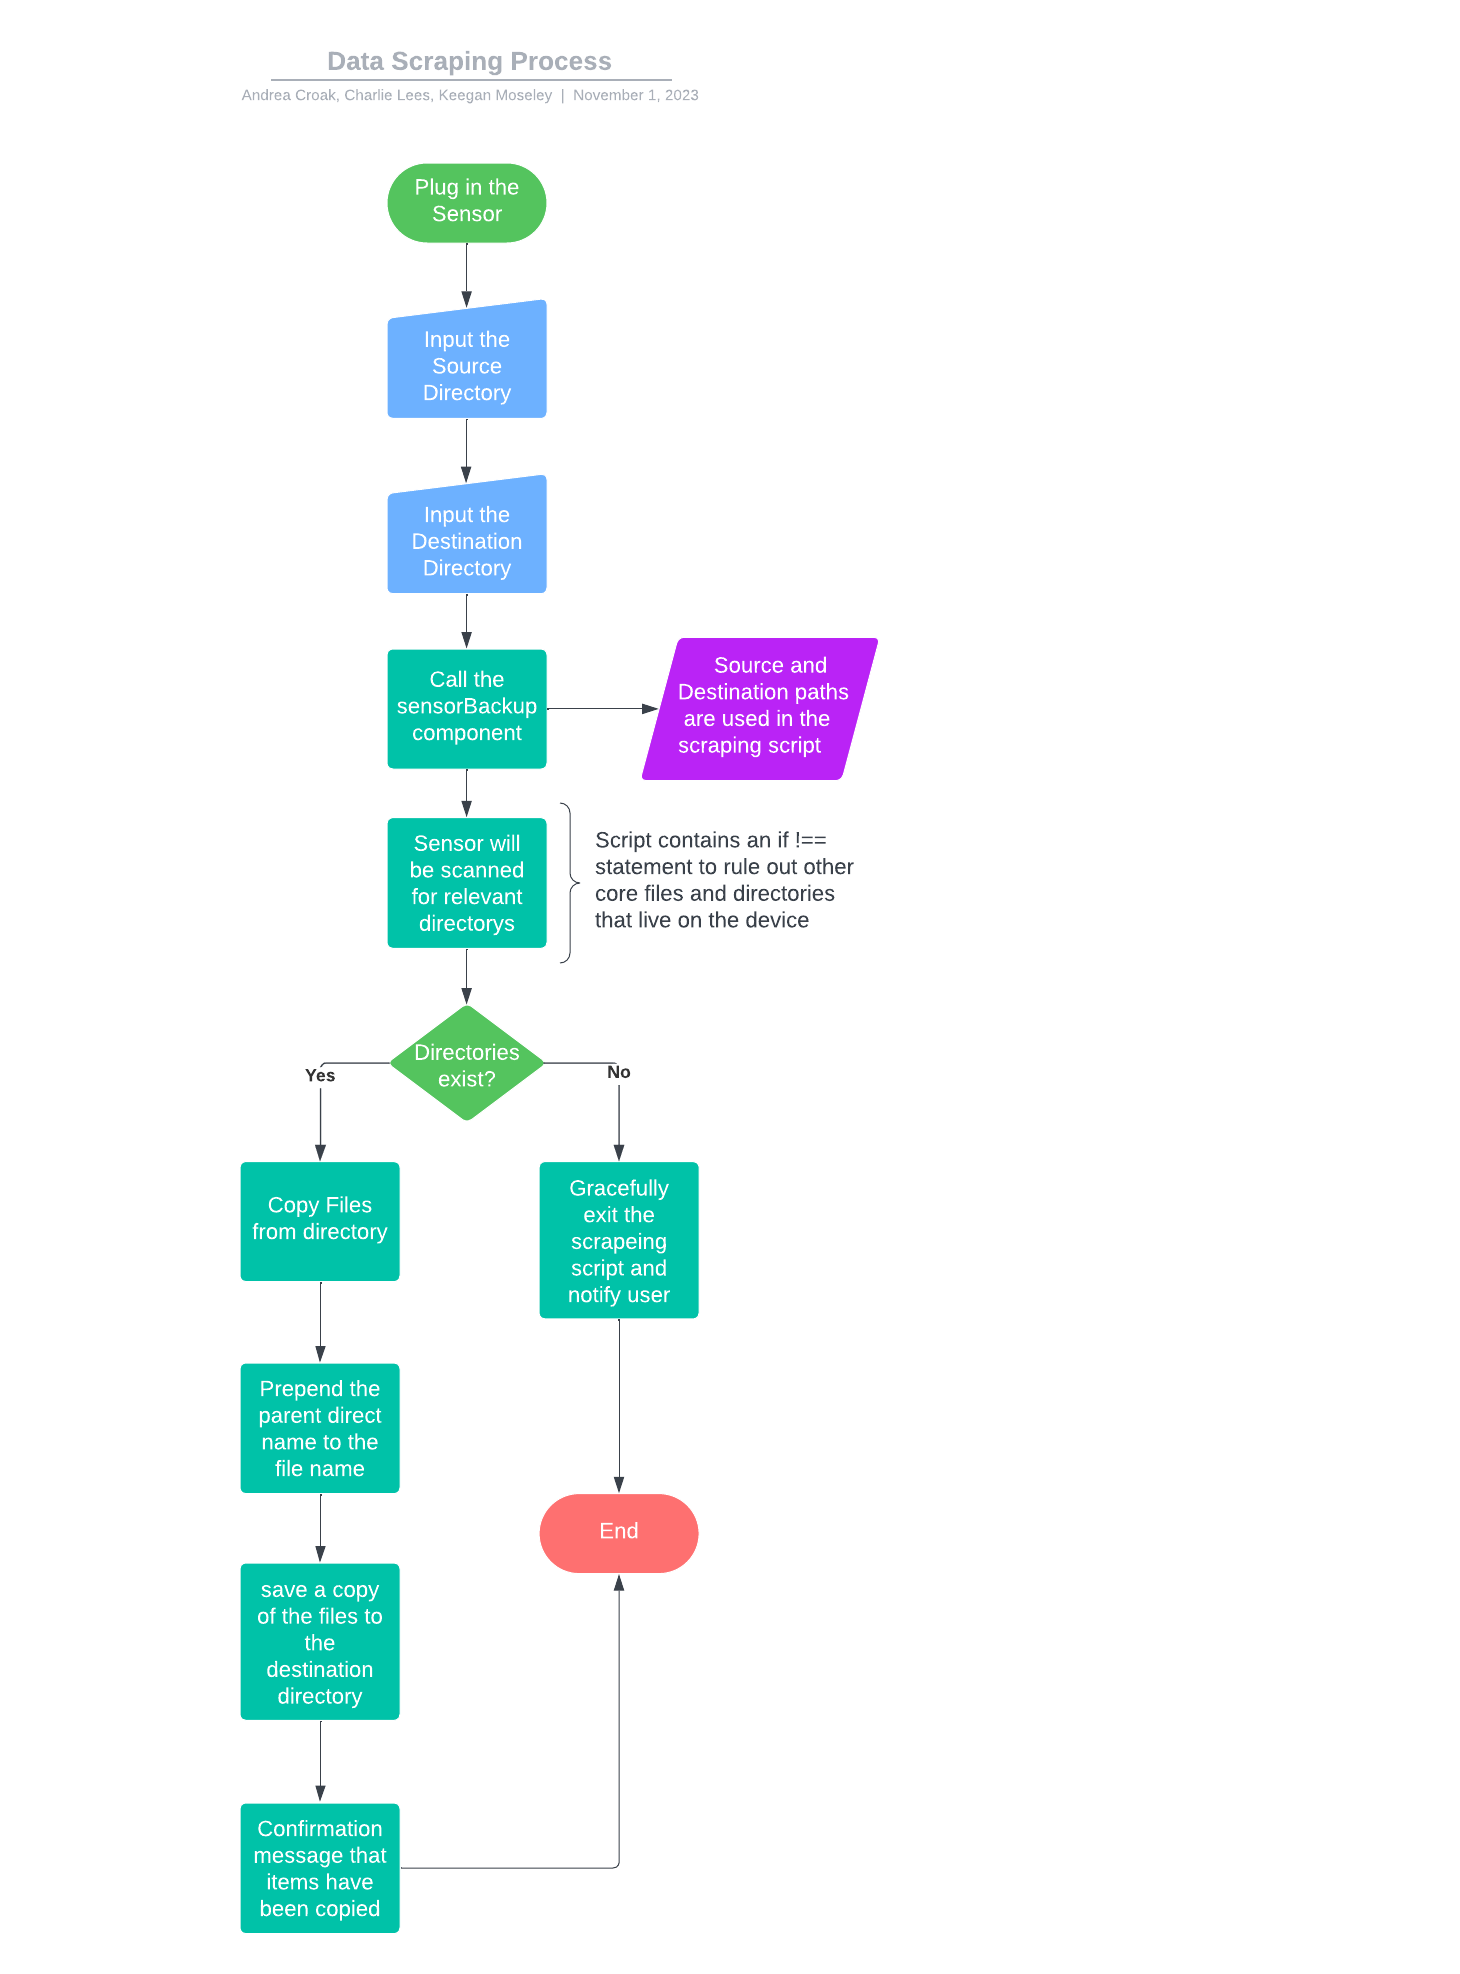 Data Scraping Process
Andrea Croak, Charlie Lees, Keegan Moseley | November 1, 2023
Plug in the
Sensor
Input the
Source
Directory
Input the
Destination
Directory
Call the
sensorBackup
component
Source and
Destination paths
are used in the
scraping script
Sensor will
be scanned
for relevant
directorys
Script contains an if !==
statement to rule out other
core files and directories
that live on the device
Directories
exist?
Yes
No
Copy Files
from directory
Gracefully
exit the
scrapeing
script and
notify user
Prepend the
parent direct
name to the
file name
End
save a copy
of the files to
the
destination
directory
Confirmation
message that
items have
been copied